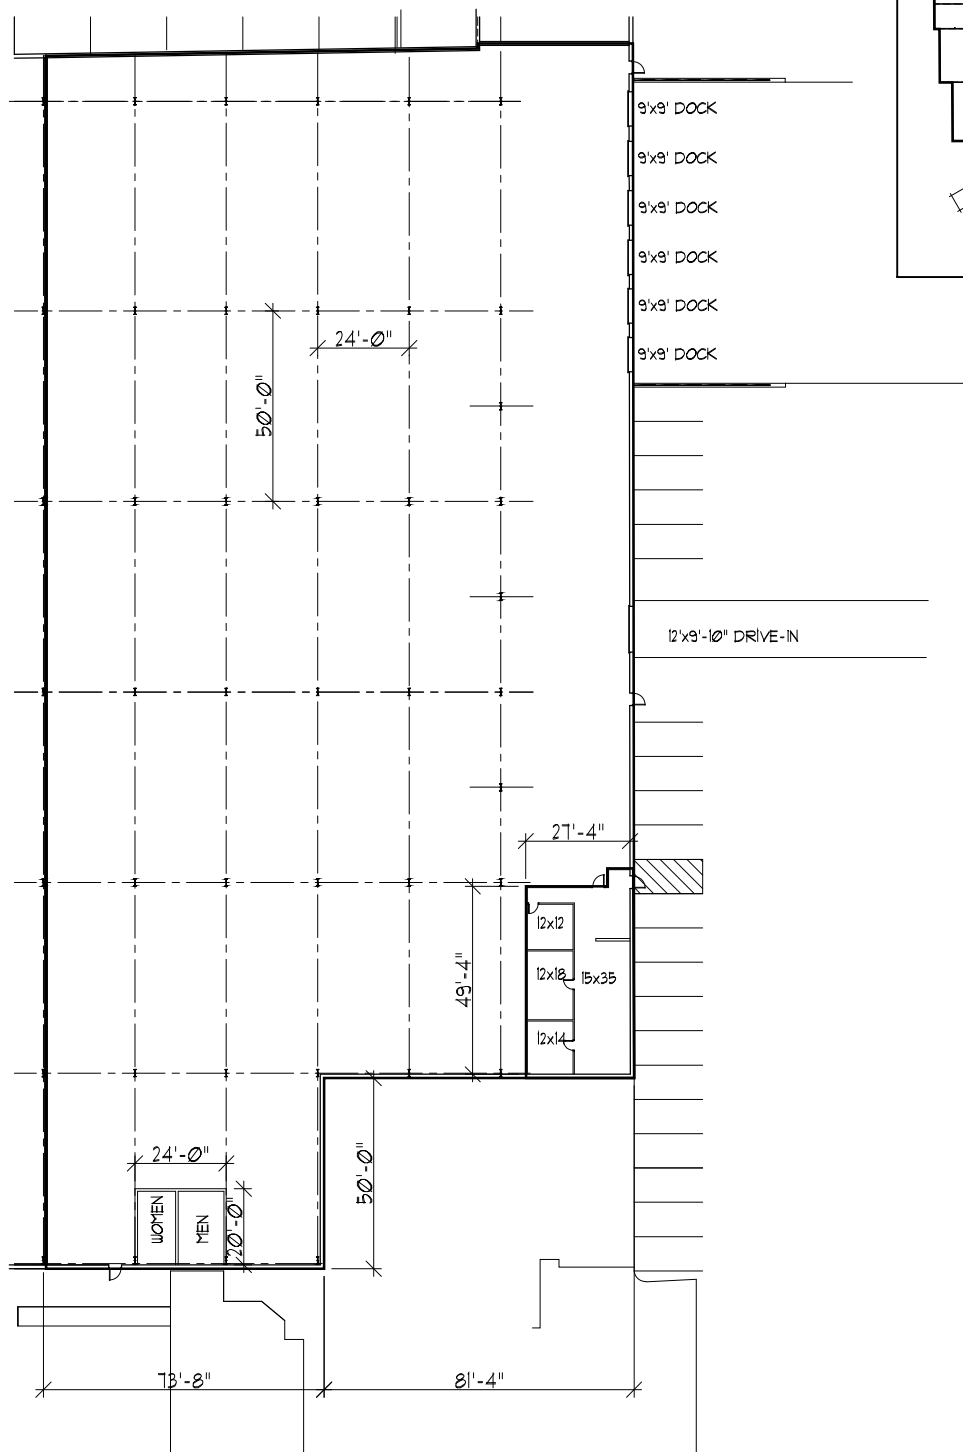 9'x9' DOCK
9'x9' DOCK
9'x9' DOCK
9'x9' DOCK
9'x9' DOCK
9'x9' DOCK
24'-0"
50'-0"
12'x9'-10" DRIVE-IN
27'-4"
12x12
49'-4"
12x18
15x35
12x14
24'-0"
50'-0"
WOMEN
MEN
20'-0"
73'-8"
81'-4"